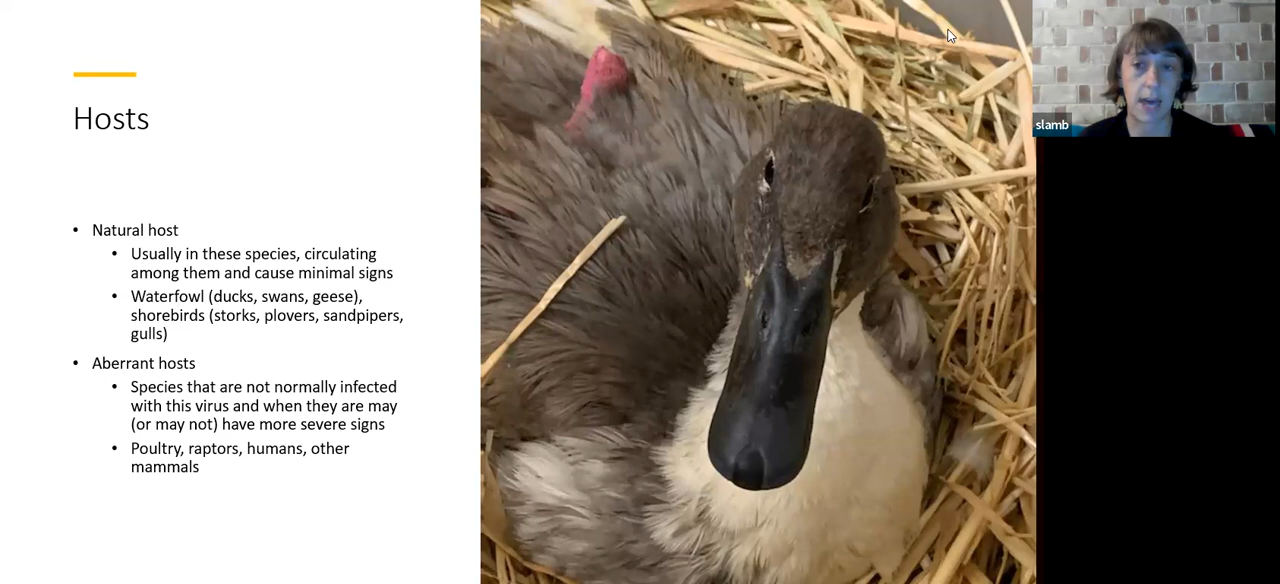 Hosts
• Natural host
• Usually in these species, circulating
among them and cause minimal signs
• Waterfowl (ducks, swans, geese),
shorebirds (storks, plovers, sandpipers,
gulls)
• Aberrant hosts
• Species that are not normally infected
with this virus and when they are may
(or may not) have more severe signs
• Poultry, raptors, humans, other
mammals
slamb